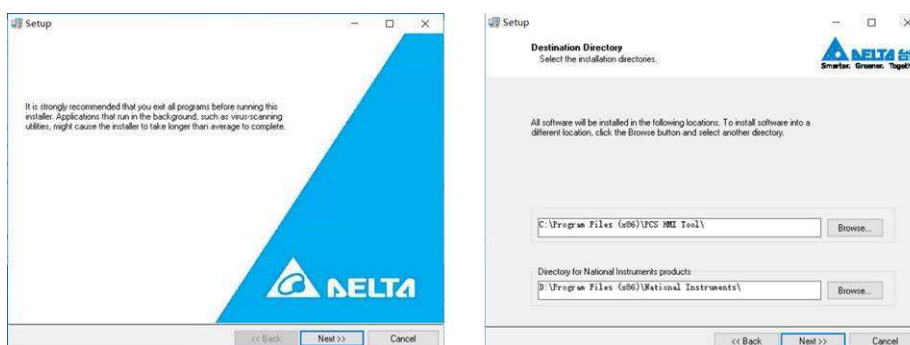 Setup
It is strongly recommended that you exit all programs before running this
installer. Applications that run in the background, such as virus-scanning
utilities, might cause the installer to take longer than average to complete.
DELTA
<< Back
Next >>
Cancel
Setup
Destination Directory
Select the installation directories.
DELTA 台
Smarter. Greener. Togeth
All software will be installed in the following locations. To install software into a
different location, click the Browse button and select another directory.
C:\Program Files (x86)\PCS HMI Tool\
Browse...
Directory for National Instruments products
D:\Program Files (x86)\National Instruments\
Browse...
<< Back
Next >>
Cancel